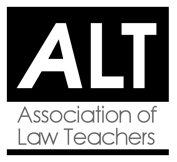 ALT
Association of
Law Teachers